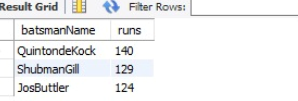 Result Grid Filter Rows:
batsmanName runs
QuintondeKock 140
ShubmanGill 129
JosButtler 124